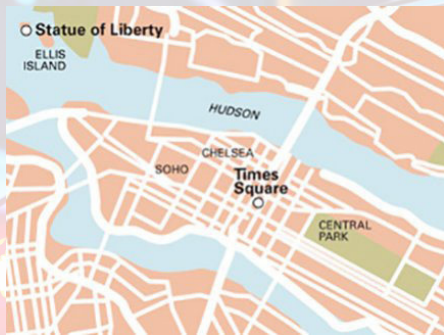 Statue of Liberty
ELLIS
ISLAND
HUDSON
CHELSEA
SOHO
Times
Square
CENTRAL
PARK